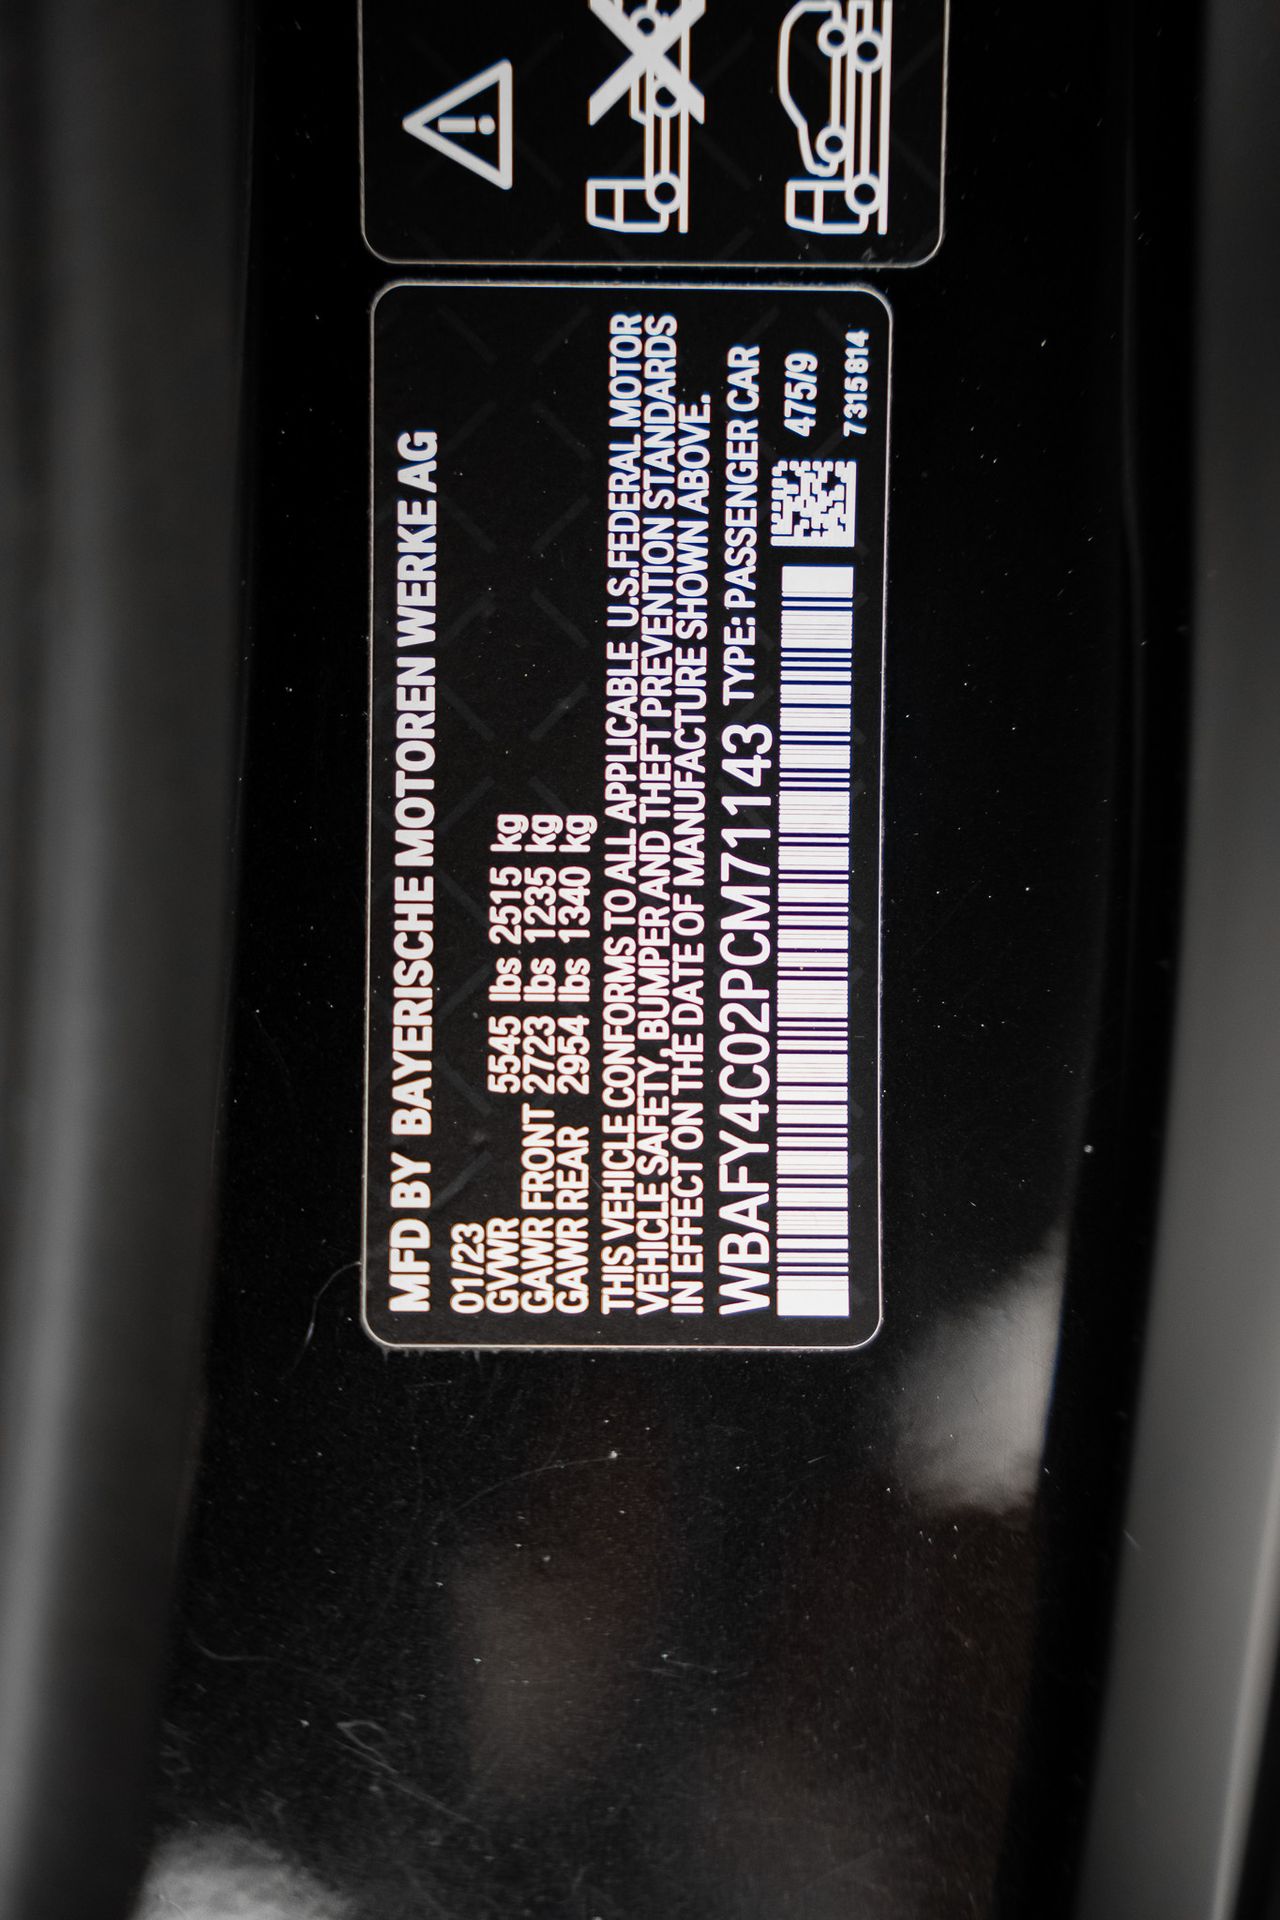 MFD BY BAYERISCHE MOTOREN WERKE AG
01/23
GVWR 5545 lbs 2515 kg
GAWR FRONT 2723 lbs 1235 kg
GAWR REAR 2954 lbs 1340 kg
THIS VEHICLE CONFORMS TO ALL APPLICABLE U.S.FEDERAL MOTOR
VEHICLE SAFETY, BUMPER AND THEFT PREVENTION STANDARDS
IN EFFECT ON THE DATE OF MANUFACTURE SHOWN ABOVE.
WBAFY4C02PCM71143 TYPE: PASSENGER CAR
475/9
7315814